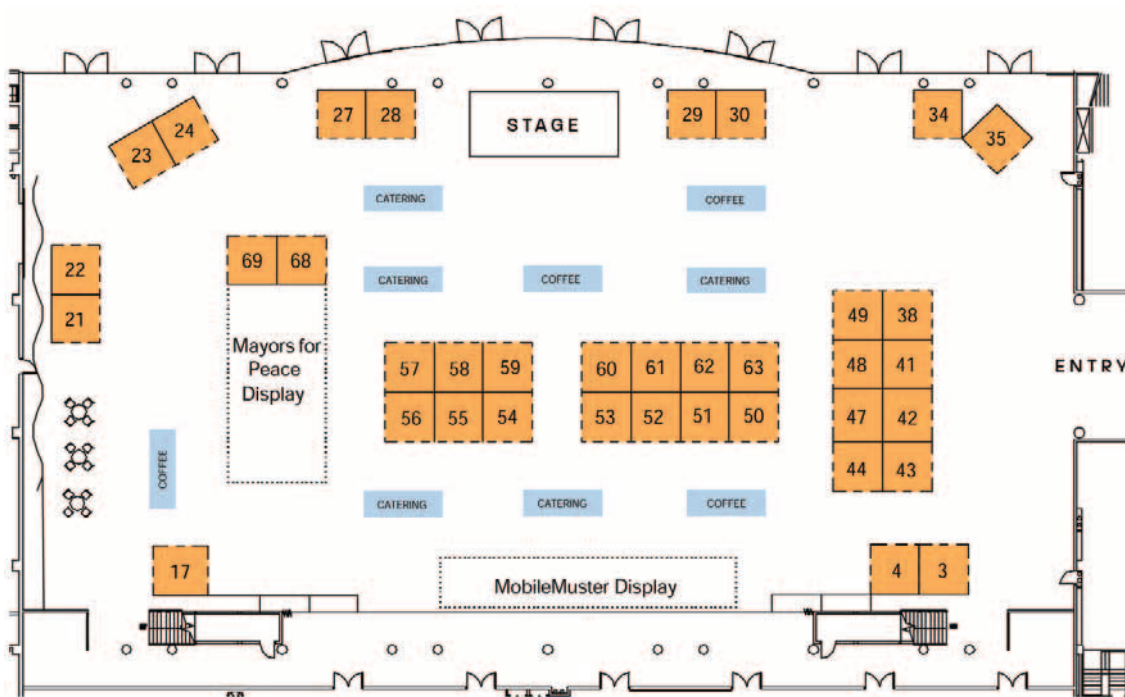 27 28
STAGE
29 30
34
35
24
23
CATERING
COFFEE
22
21
69 68
CATERING
COFFEE
CATERING
49 38
48 41
47 42
44 43
Mayors for
Peace
Display
57 58 59
56 55 54
60 61 62 63
53 52 51 50
ENTRY
COFFEE
CATERING
CATERING
COFFEE
17
MobileMuster Display
4 3